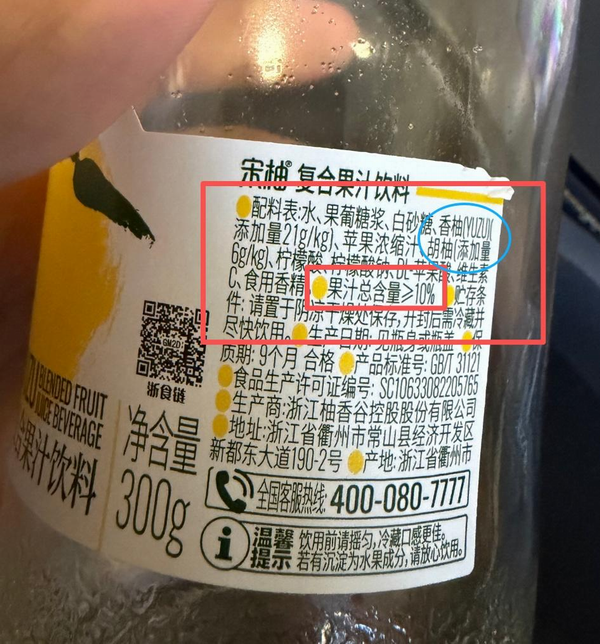 宋柚® 复合果汁饮料
配料表:水、果葡糖浆、白砂糖、香柚(YUZU)(
添加量21g/kg)、苹果浓缩汁、胡柚(添加量
6g/kg)、柠檬酸、柠檬酸钠、DL-苹果酸、维生素
C、食用香精 果汁总含量≥10% 贮存条
件: 请置于阴凉干燥处保存,开封后需冷藏并
尽快饮用。 生产日期: 见瓶身或瓶盖 保
质期: 9个月 合格 产品标准号: GB/T 31121
食品生产许可证编号: SC10633082205765
生产商: 浙江柚香谷控股股份有限公司
地址: 浙江省衢州市常山县经济开发区
新都东大道190-2号 产地: 浙江省衢州市
全国客服热线: 400-080-7777
温馨
提示
饮用前请摇匀,冷藏口感更佳。
若有沉淀为水果成分,请放心饮用。
GM2D
浙食链
净含量
300g
BLENDED FRUIT
JUICE BEVERAGE
果汁饮料